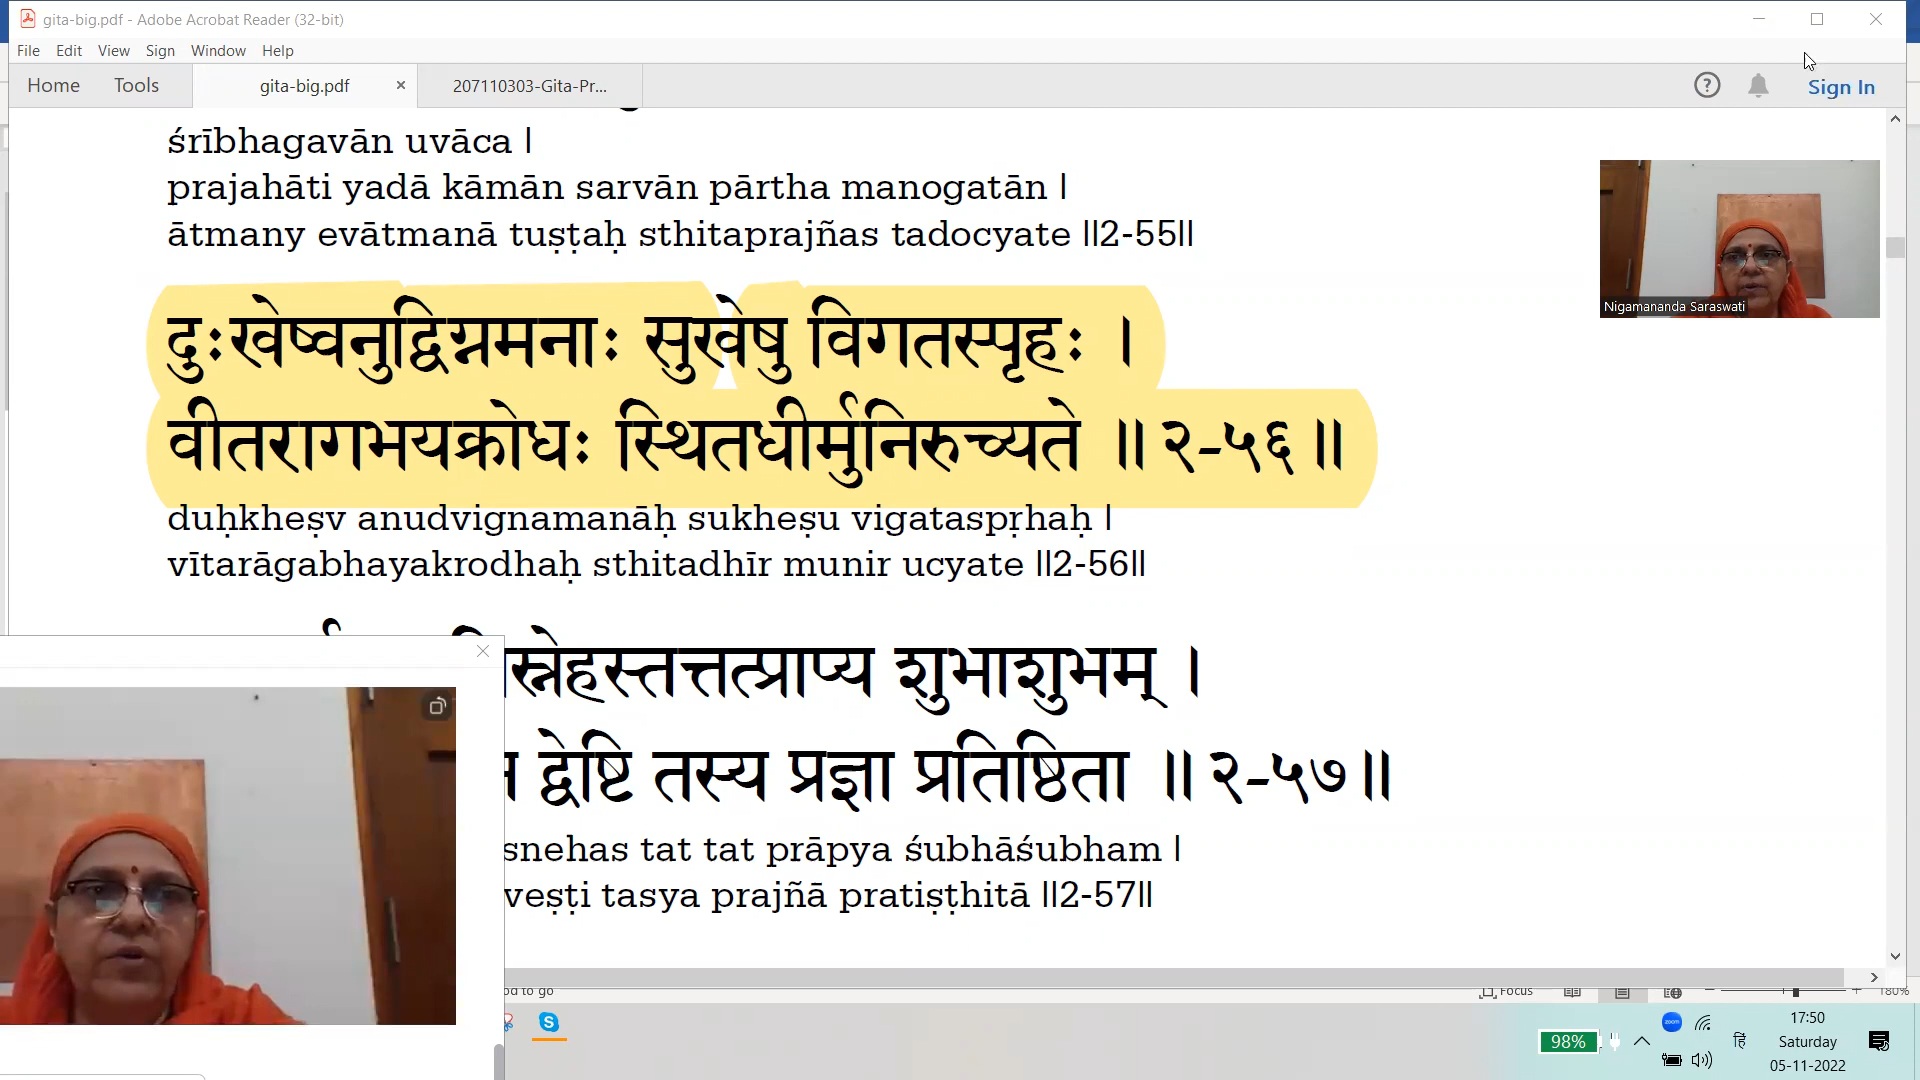 gita-big.pdf - Adobe Acrobat Reader (32-bit)
File Edit View Sign Window Help
Home Tools gita-big.pdf × 207110303-Gita-Pr... Sign In
śrībhagavān uvāca |
prajahāti yadā kāmān sarvān pārtha manogatān |
ātmany evātmanā tuṣṭaḥ sthitaprajñas tadocyate ||2-55||
Nigamananda Saraswati
दुःखेष्वनुद्विग्नमनाः सुखेषु विगतस्पृहः ।
वीतरागभयक्रोधः स्थितधीर्मुनिरुच्यते ॥ २-५६॥
duḥkheṣv anudvignamanāḥ sukheṣu vigataspṛhaḥ |
vītarāgabhayakrodhaḥ sthitadhīr munir ucyate ||2-56||
स्नेहस्तत्तत्प्राप्य शुभाशुभम् ।
द्वेष्टि तस्य प्रज्ञा प्रतिष्ठिता ॥ २-५७॥
snehas tat tat prāpya śubhāśubham |
veṣṭi tasya prajñā pratiṣṭhitā ||2-57||
to go Focus 180%
98% zoom हि 17:50
Saturday
05-11-2022